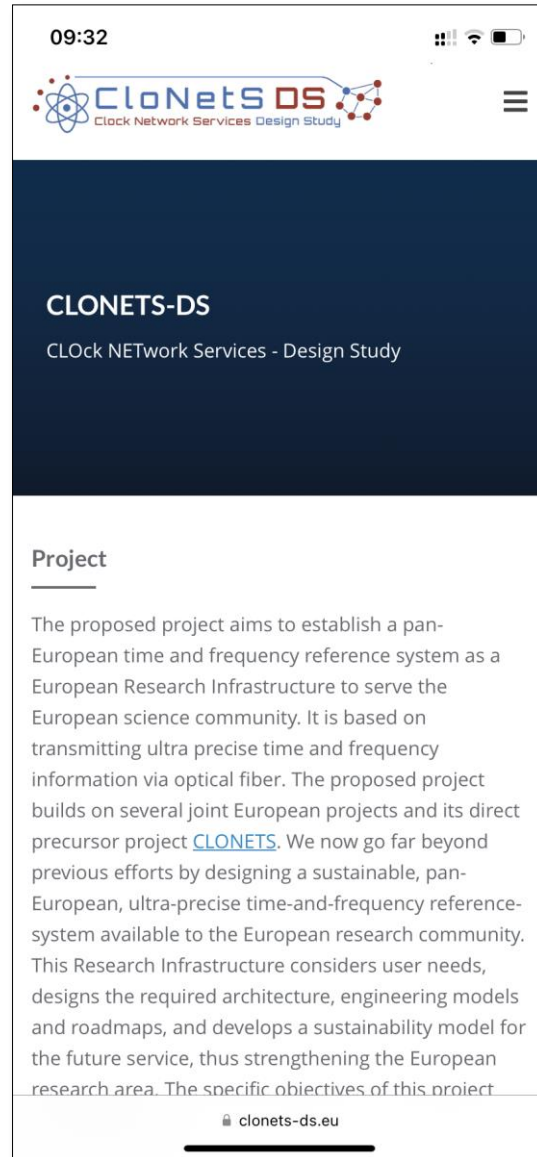 09:32
CloNetS DS
Clock Network Services Design Study
CLONETS-DS
CLOck NETwork Services - Design Study
Project
The proposed project aims to establish a pan-
European time and frequency reference system as a
European Research Infrastructure to serve the
European science community. It is based on
transmitting ultra precise time and frequency
information via optical fiber. The proposed project
builds on several joint European projects and its direct
precursor project CLONETS. We now go far beyond
previous efforts by designing a sustainable, pan-
European, ultra-precise time-and-frequency reference-
system available to the European research community.
This Research Infrastructure considers user needs,
designs the required architecture, engineering models
and roadmaps, and develops a sustainability model for
the future service, thus strengthening the European
research area. The specific objectives of this project
clonets-ds.eu